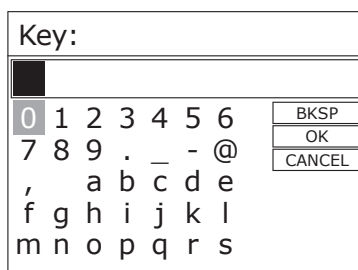 Key:
0 1 2 3 4 5 6
BKSP
7 8 9 . _ - @
OK
CANCEL
, a b c d e
f g h i j k l
m n o p q r s